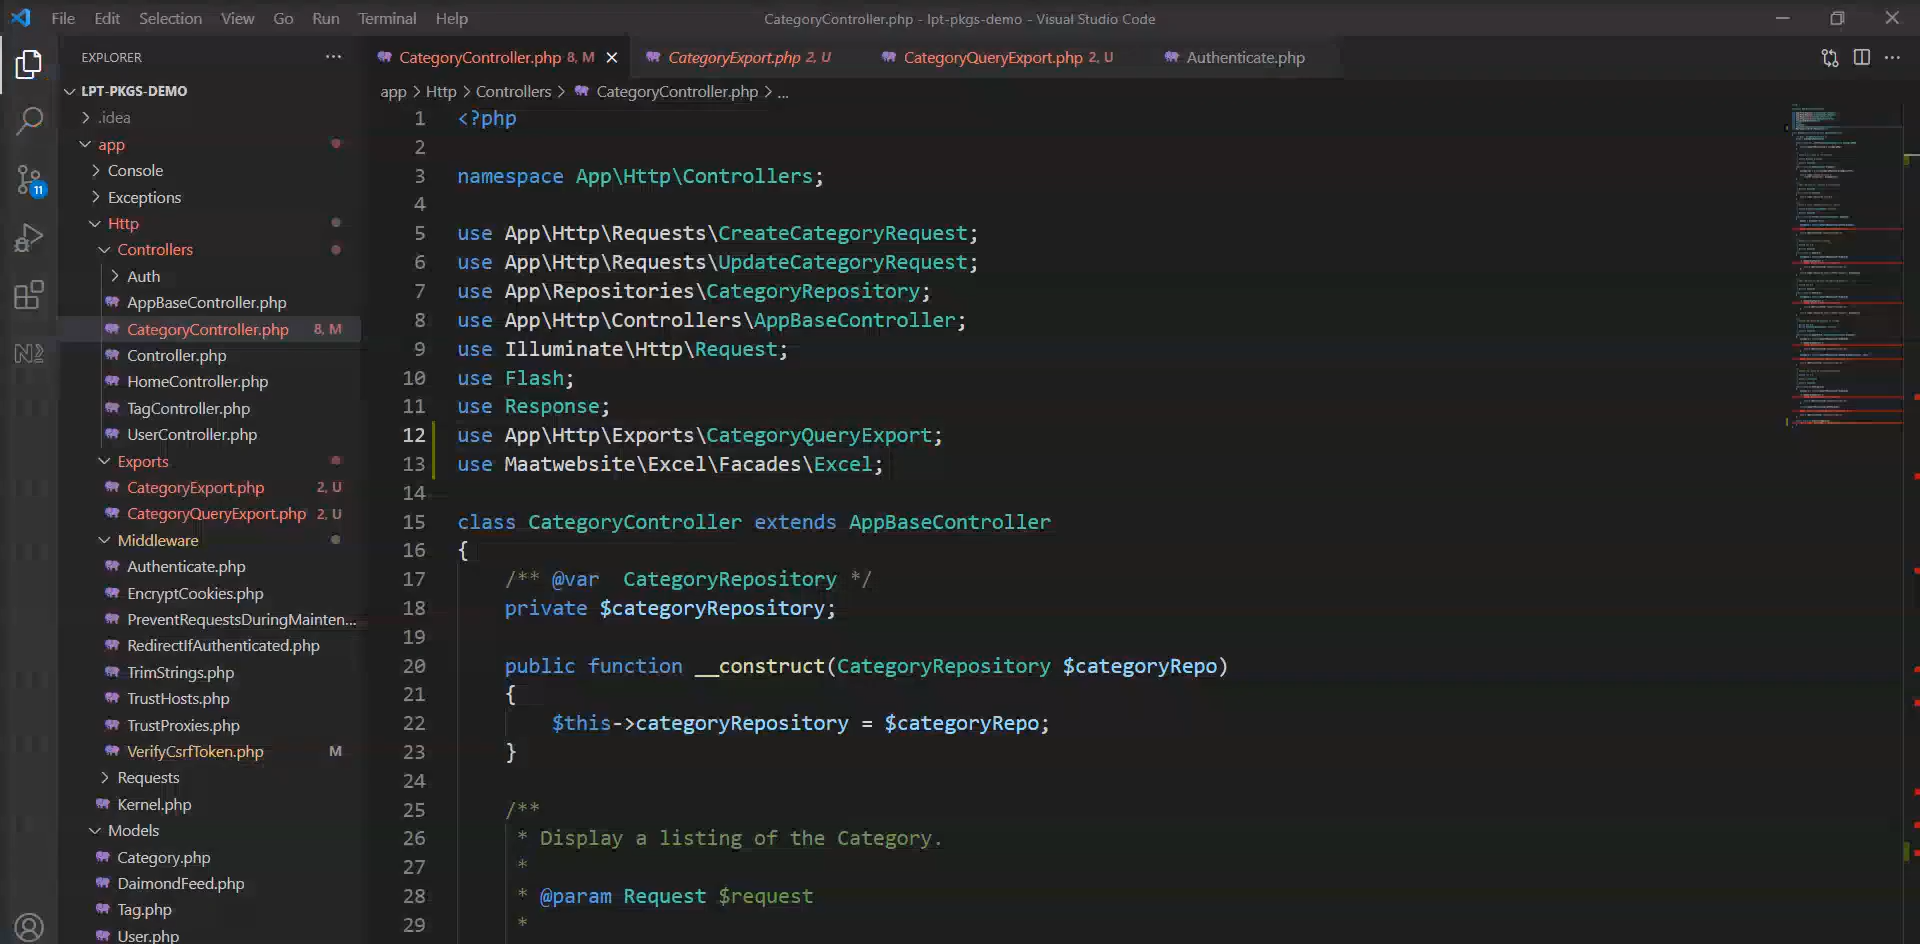 File Edit Selection View Go Run Terminal Help
CategoryController.php - lpt-pkgs-demo - Visual Studio Code
EXPLORER
LPT-PKGS-DEMO
.idea
app
Console
Exceptions
Http
Controllers
Auth
AppBaseController.php
CategoryController.php 8, M
Controller.php
HomeController.php
TagController.php
UserController.php
Exports
CategoryExport.php 2, U
CategoryQueryExport.php 2, U
Middleware
Authenticate.php
EncryptCookies.php
PreventRequestsDuringMainten...
RedirectIfAuthenticated.php
TrimStrings.php
TrustHosts.php
TrustProxies.php
VerifyCsrfToken.php M
Requests
Kernel.php
Models
Category.php
DaimondFeed.php
Tag.php
User.php
11
CategoryController.php 8, M CategoryExport.php 2, U CategoryQueryExport.php 2, U Authenticate.php
app > Http > Controllers > CategoryController.php > ...
1 <?php
2
3 namespace App\Http\Controllers;
4
5 use App\Http\Requests\CreateCategoryRequest;
6 use App\Http\Requests\UpdateCategoryRequest;
7 use App\Repositories\CategoryRepository;
8 use App\Http\Controllers\AppBaseController;
9 use Illuminate\Http\Request;
10 use Flash;
11 use Response;
12 use App\Http\Exports\CategoryQueryExport;
13 use Maatwebsite\Excel\Facades\Excel;
14
15 class CategoryController extends AppBaseController
16 {
17 /** @var  CategoryRepository */
18 private $categoryRepository;
19
20 public function __construct(CategoryRepository $categoryRepo)
21 {
22 $this->categoryRepository = $categoryRepo;
23 }
24
25 /**
26 * Display a listing of the Category.
27 *
28 * @param Request $request
29 *